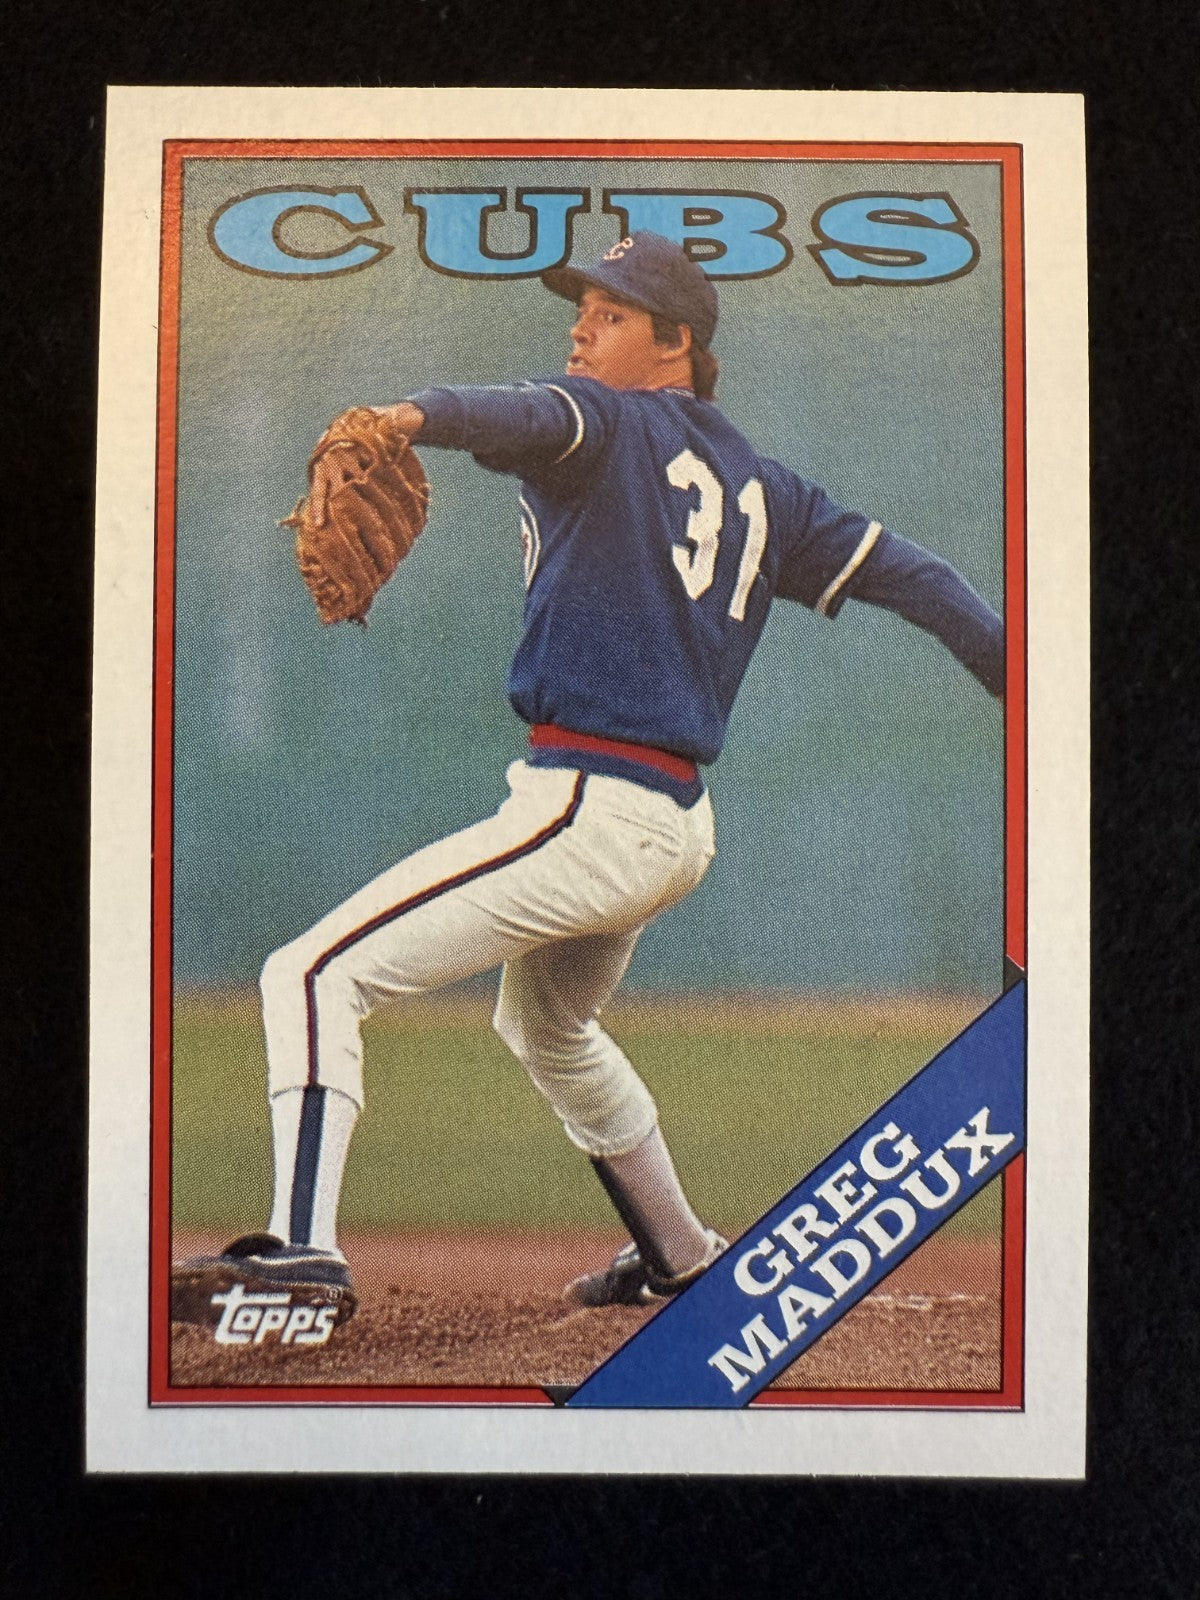 CUBS
C
31
GREG
MADDUX
Topps®